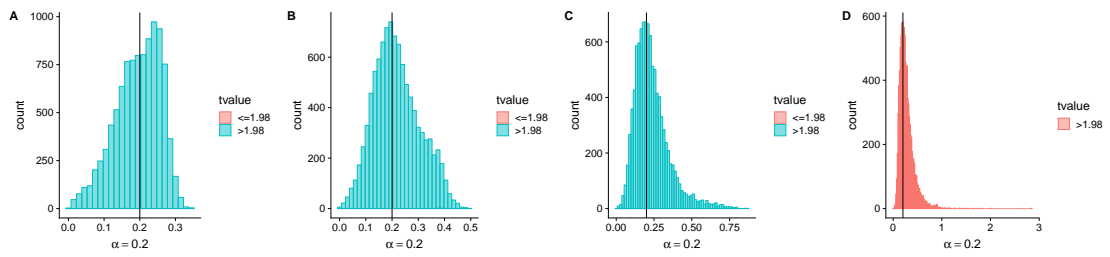 A
1000
750
500
250
0
count
0.0 0.1 0.2 0.3
α = 0.2
tvalue
<=1.98
>1.98
B
600
400
200
0
count
0.0 0.1 0.2 0.3 0.4 0.5
α = 0.2
tvalue
<=1.98
>1.98
C
600
400
200
0
count
0.00 0.25 0.50 0.75
α = 0.2
tvalue
<=1.98
>1.98
D
600
400
200
0
count
0 1 2 3
α = 0.2
tvalue
>1.98